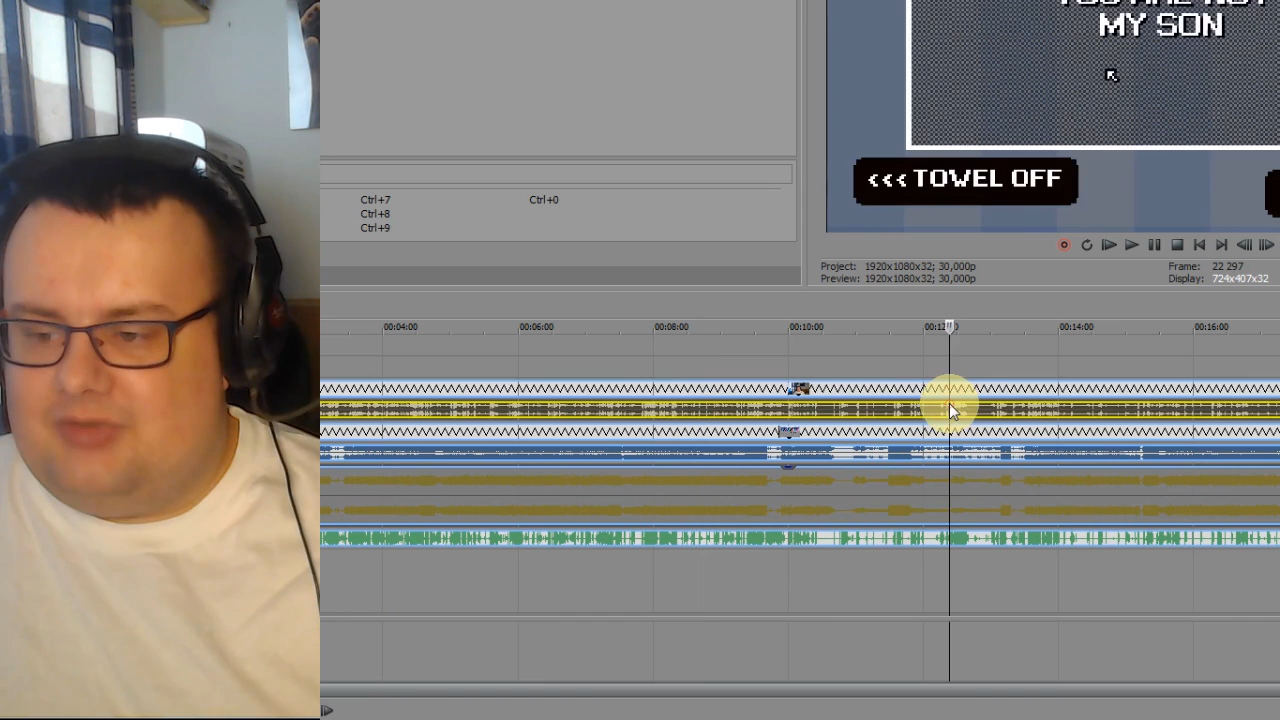 MY SON
<<< TOWEL OFF
Ctrl+7 Ctrl+0
Ctrl+8
Ctrl+9
Project: 1920x1080x32; 30,000p Frame: 22 297
Preview: 1920x1080x32; 30,000p Display: 724x407x32
00:04:00 00:06:00 00:08:00 00:10:00 00:14:00 00:16:00